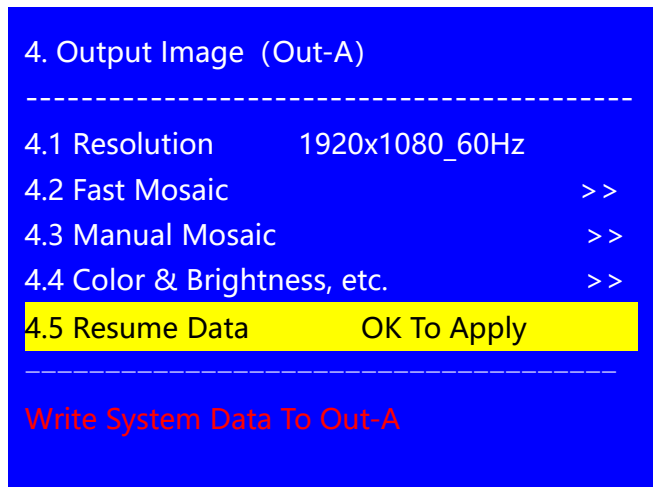 4. Output Image（Out-A）
--------------------------------------------
4.1 Resolution 1920x1080_60Hz
4.2 Fast Mosaic >>
4.3 Manual Mosaic >>
4.4 Color & Brightness, etc. >>
4.5 Resume Data OK To Apply
______________________________________
Write System Data To Out-A